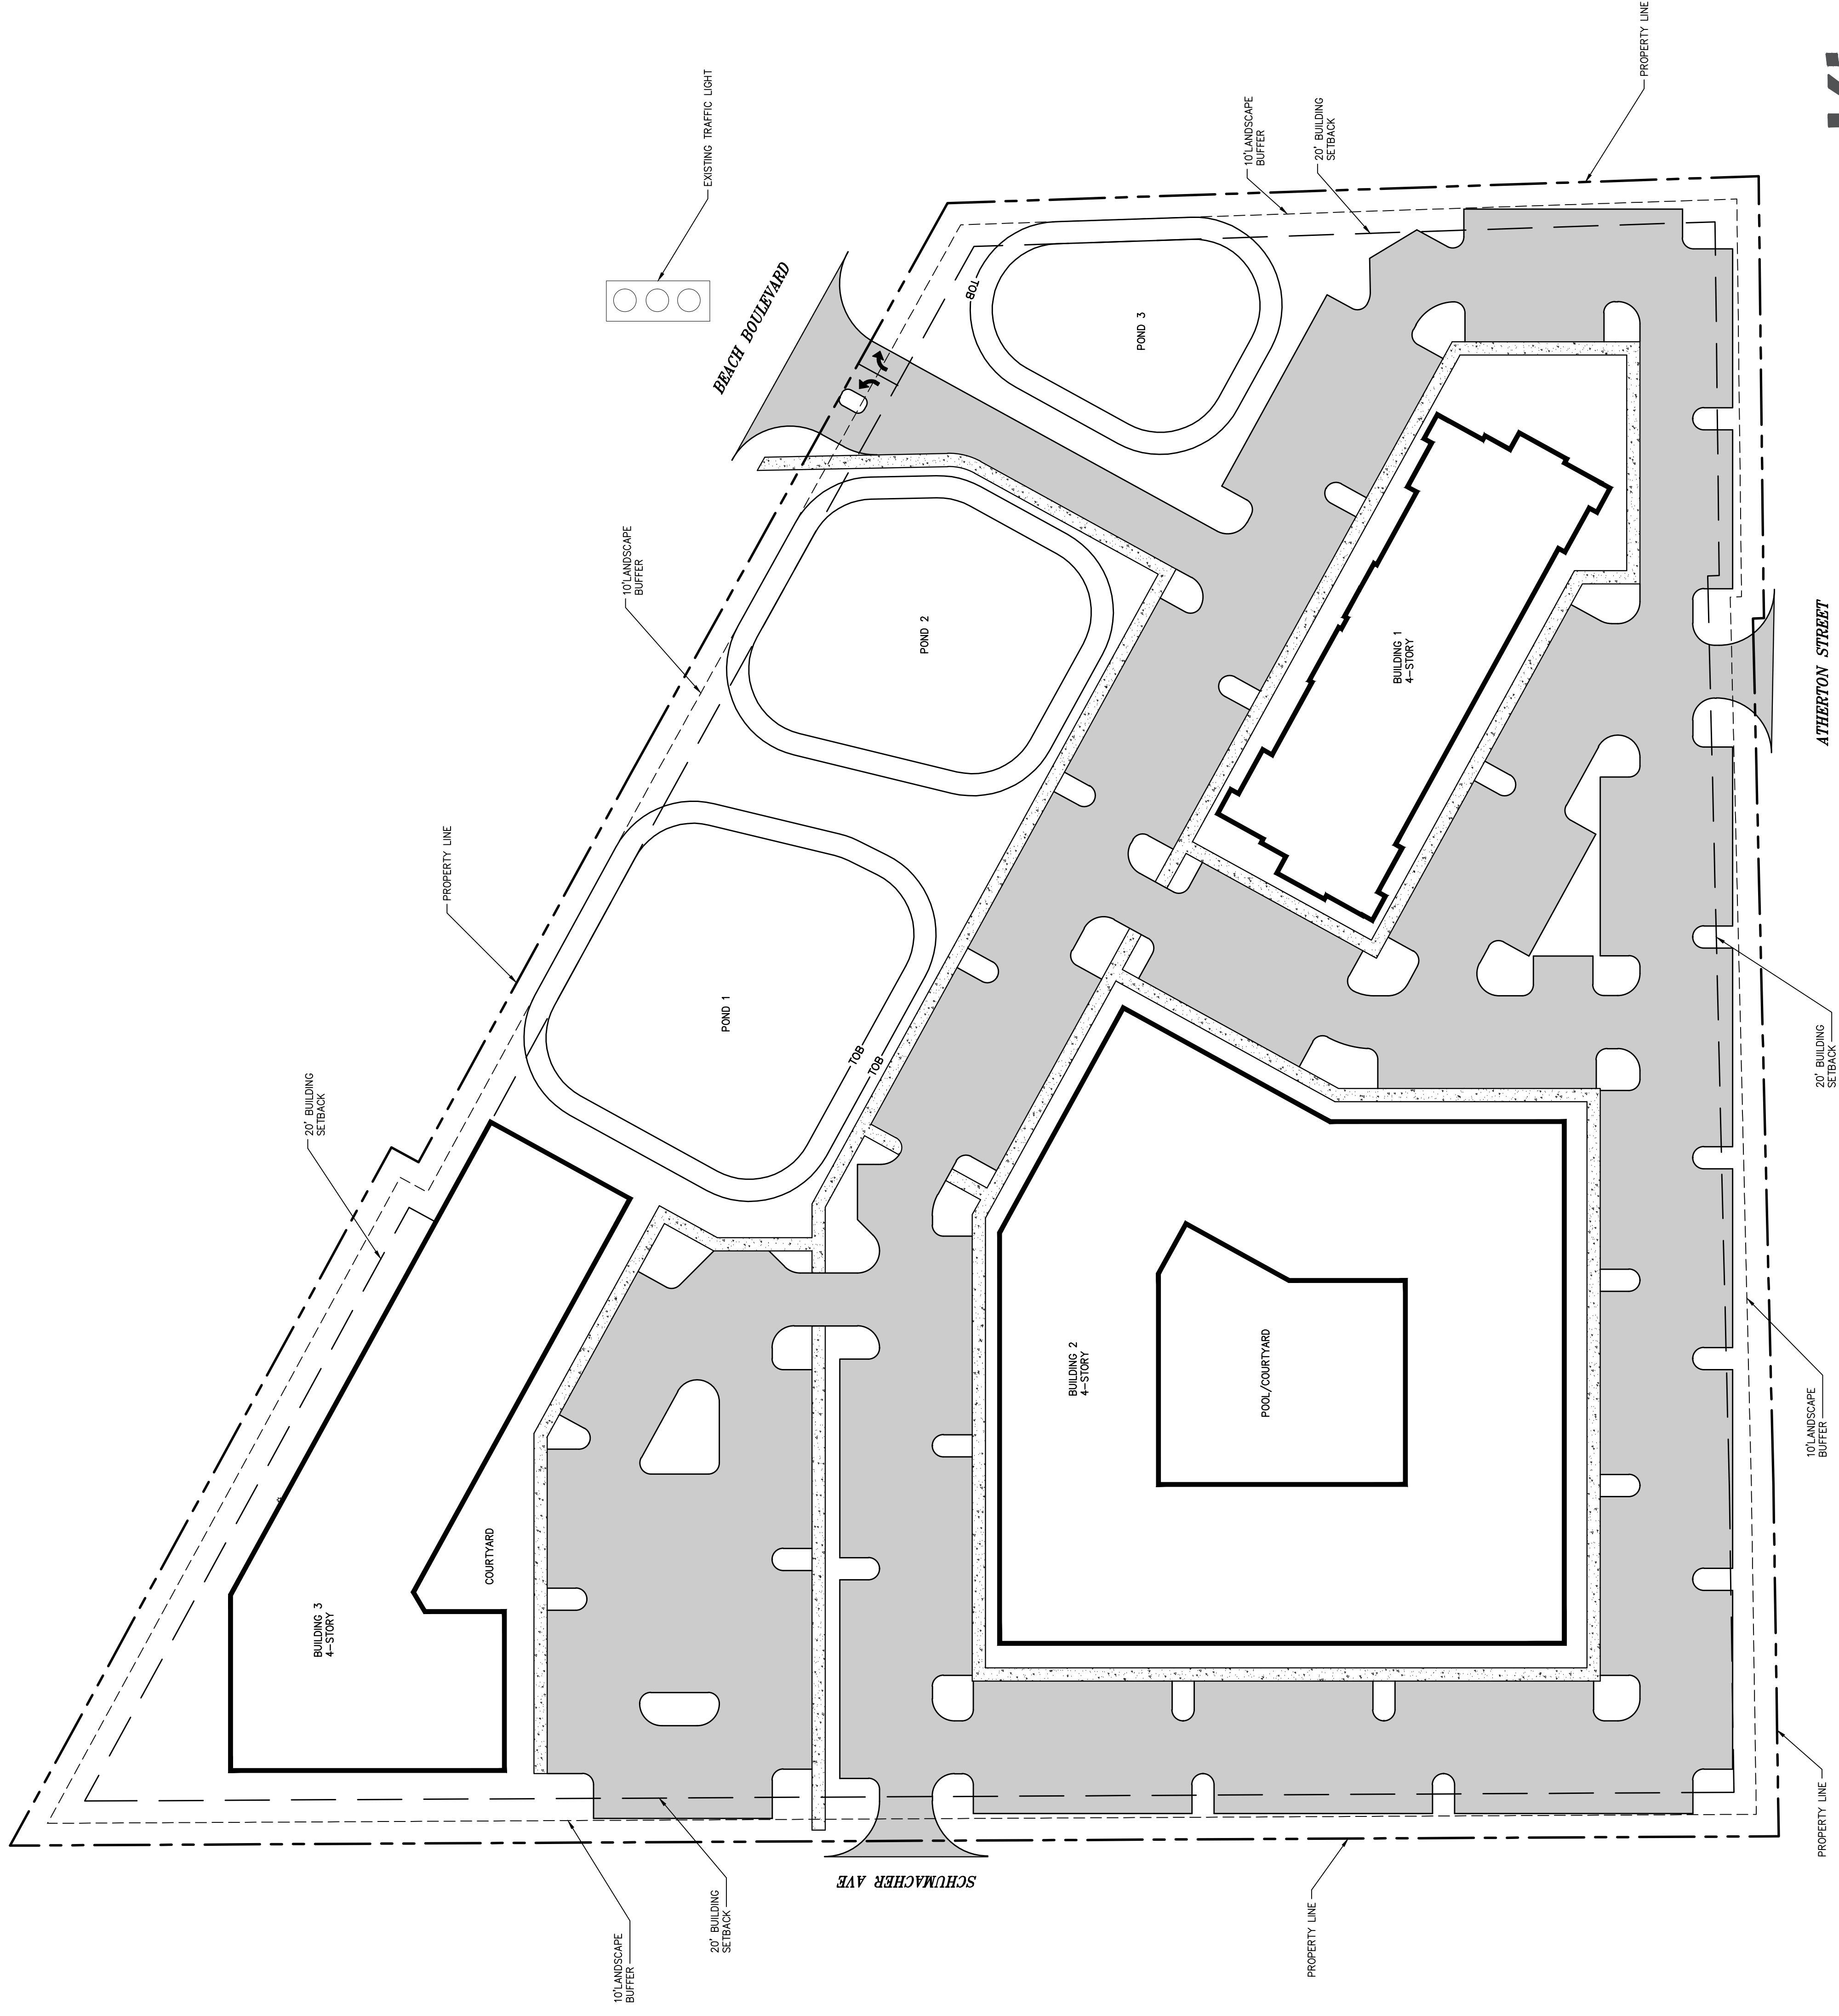 PROPERTY LINE
EXISTING TRAFFIC LIGHT
10'LANDSCAPE
BUFFER
20' BUILDING
SETBACK
BEACH BOULEVARD
TOB
POND 3
10'LANDSCAPE
BUFFER
POND 2
PROPERTY LINE
BUILDING 1
4-STORY
ATHERTON STREET
POND 1
TOB
TOB
20' BUILDING
SETBACK
20' BUILDING
SETBACK
BUILDING 2
4-STORY
POOL/COURTYARD
10'LANDSCAPE
BUFFER
COURTYARD
BUILDING 3
4-STORY
SCHUMACHER AVE
20' BUILDING
SETBACK
10'LANDSCAPE
BUFFER
PROPERTY LINE
PROPERTY LINE